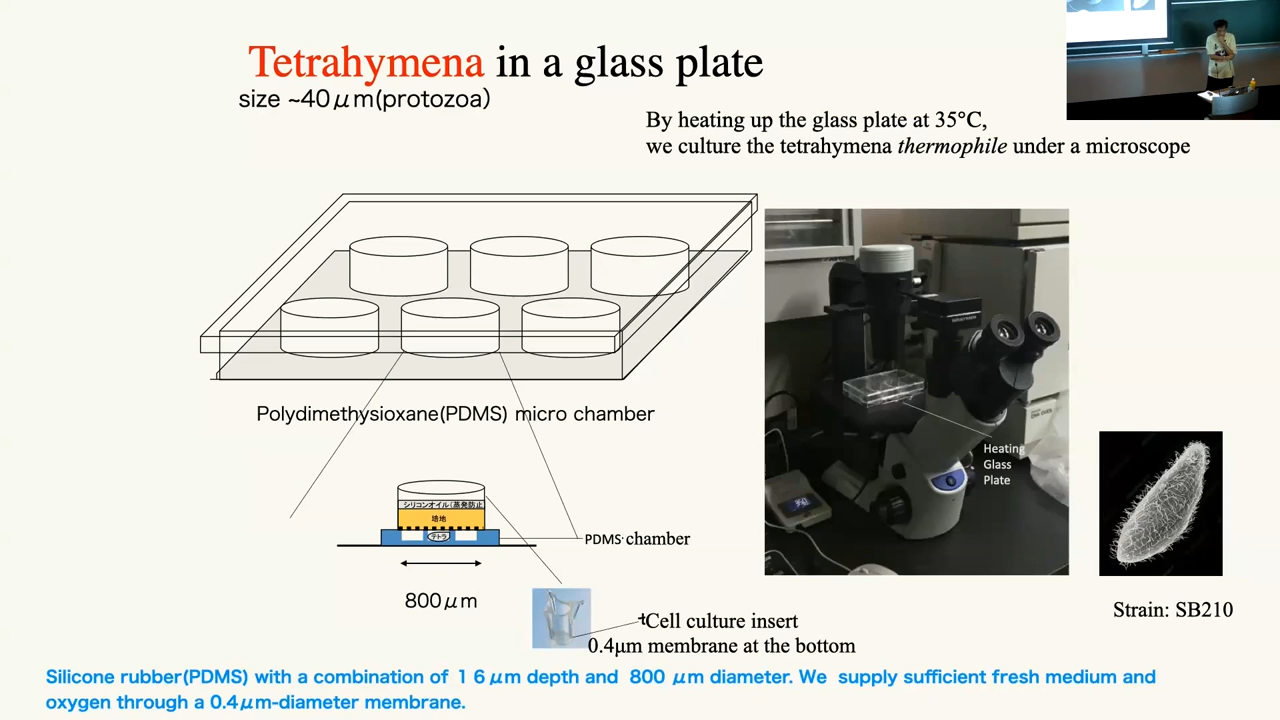 Tetrahymena in a glass plate
size ~40μm(protozoa)
By heating up the glass plate at 35°C,
we culture the tetrahymena thermophile under a microscope
Polydimethysioxane(PDMS) micro chamber
Heating
Glass
Plate
シリコンオイル(蒸発防止
培地
テトラ
PDMS chamber
800μm
Cell culture insert
0.4μm membrane at the bottom
Strain: SB210
Silicone rubber(PDMS) with a combination of １６μm depth and 800 μm diameter. We supply sufficient fresh medium and
oxygen through a 0.4μm-diameter membrane.